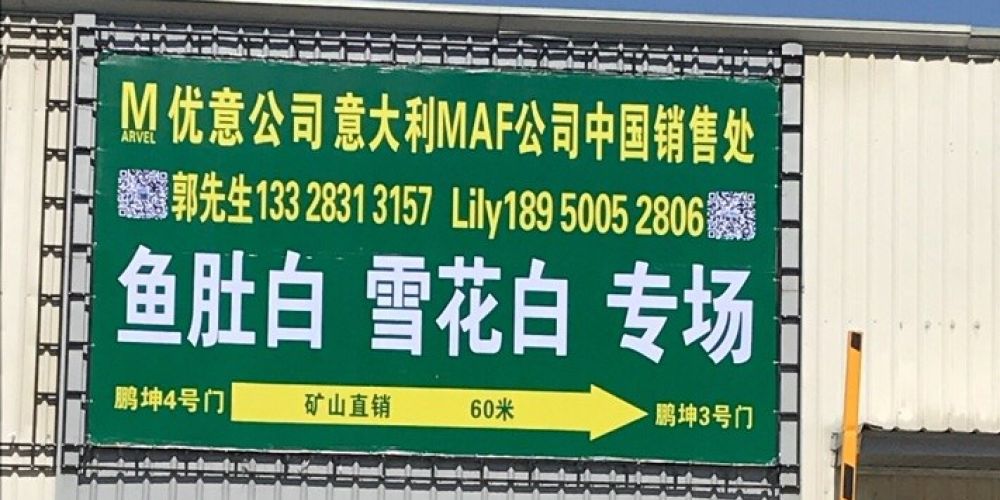 MARVEL 优意公司 意大利MAF公司中国销售处
郭先生133 2831 3157 Lily189 5005 2806
鱼肚白 雪花白 专场
鹏坤4号门 矿山直销 60米 鹏坤3号门